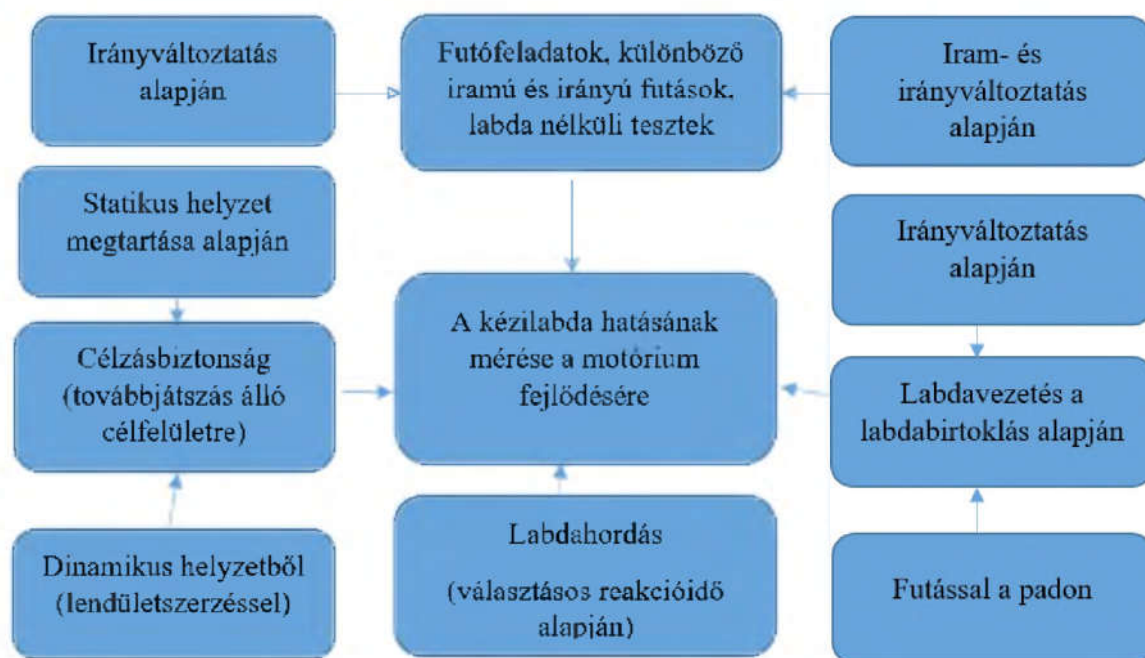 Irányváltoztatás
alapján
Futófeladatok, különböző
iramú és irányú futások,
labda nélküli tesztek
Iram- és
irányváltoztatás
alapján
Statikus helyzet
megtartása alapján
Irányváltoztatás
alapján
A kézilabda hatásának
mérése a motórium
fejlődésére
Célzásbiztonság
(továbbjátszás álló
célfelületre)
Labdavezetés a
labdabirtoklás alapján
Dinamikus helyzetből
(lendületszerzéssel)
Labdahordás
(választásos reakcióidő
alapján)
Futással a padon